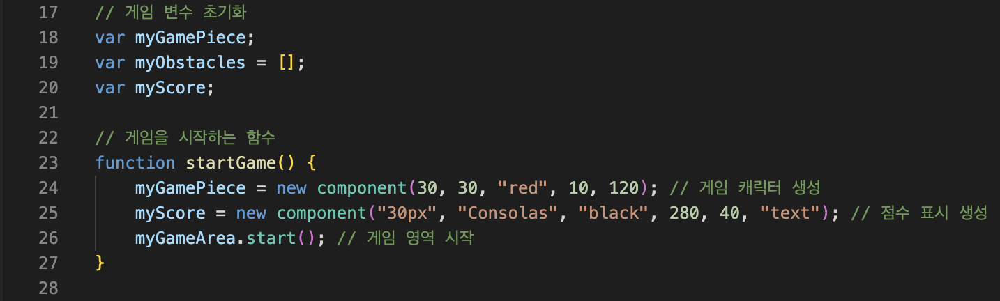 17 // 게임 변수 초기화
18 var myGamePiece;
19 var myObstacles = [];
20 var myScore;
21
22 // 게임을 시작하는 함수
23 function startGame() {
24 myGamePiece = new component(30, 30, "red", 10, 120); // 게임 캐릭터 생성
25 myScore = new component("30px", "Consolas", "black", 280, 40, "text"); // 점수 표시 생성
26 myGameArea.start(); // 게임 영역 시작
27 }
28